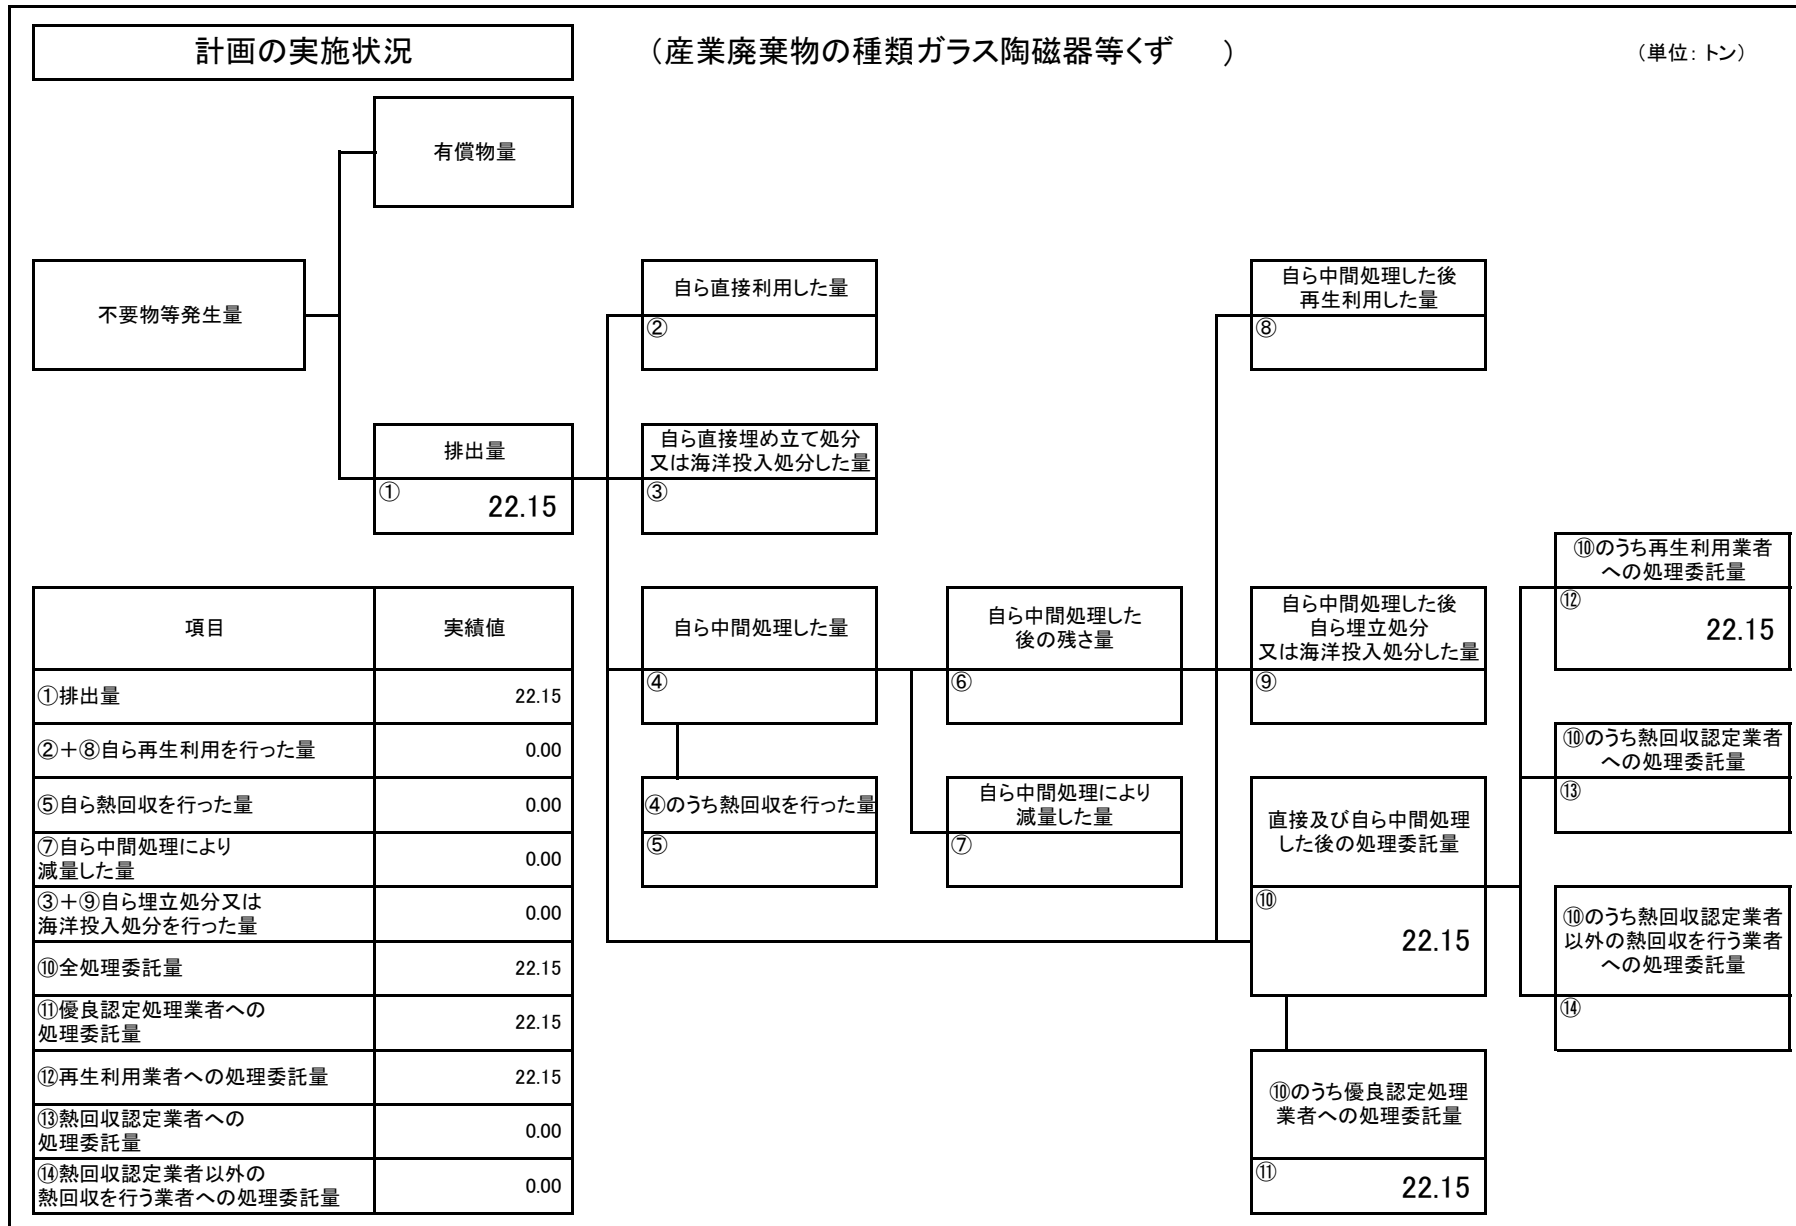 計画の実施状況
（産業廃棄物の種類ガラス陶磁器等くず　　）
（単位：トン）
有償物量
不要物等発生量
自ら直接利用した量
②
自ら中間処理した後
再生利用した量
⑧
排出量
①
22.15
自ら直接埋め立て処分
又は海洋投入処分した量
③
⑩のうち再生利用業者
への処理委託量
⑫
22.15
自ら中間処理した量
④
自ら中間処理した
後の残さ量
⑥
自ら中間処理した後
自ら埋立処分
又は海洋投入処分した量
⑨
⑩のうち熱回収認定業者
への処理委託量
⑬
④のうち熱回収を行った量
⑤
自ら中間処理により
減量した量
⑦
直接及び自ら中間処理
した後の処理委託量
⑩
22.15
⑩のうち熱回収認定業者
以外の熱回収を行う業者
への処理委託量
⑭
⑩のうち優良認定処理
業者への処理委託量
⑪
22.15
項目 実績値
①排出量 22.15
②＋⑧自ら再生利用を行った量 0.00
⑤自ら熱回収を行った量 0.00
⑦自ら中間処理により
減量した量 0.00
③＋⑨自ら埋立処分又は
海洋投入処分を行った量 0.00
⑩全処理委託量 22.15
⑪優良認定処理業者への
処理委託量 22.15
⑫再生利用業者への処理委託量 22.15
⑬熱回収認定業者への
処理委託量 0.00
⑭熱回収認定業者以外の
熱回収を行う業者への処理委託量 0.00